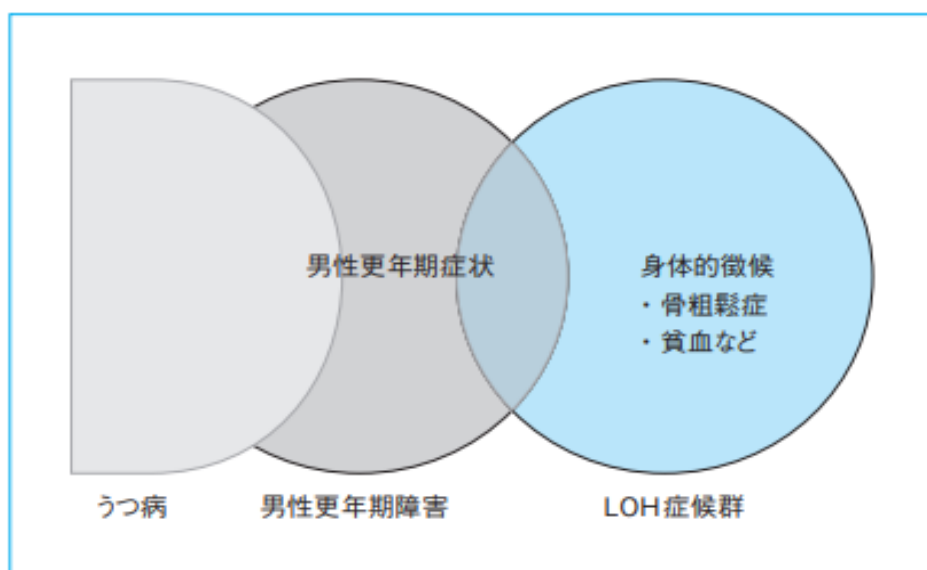 男性更年期症状
身体的徴候
・骨粗鬆症
・貧血など
うつ病
男性更年期障害
LOH症候群